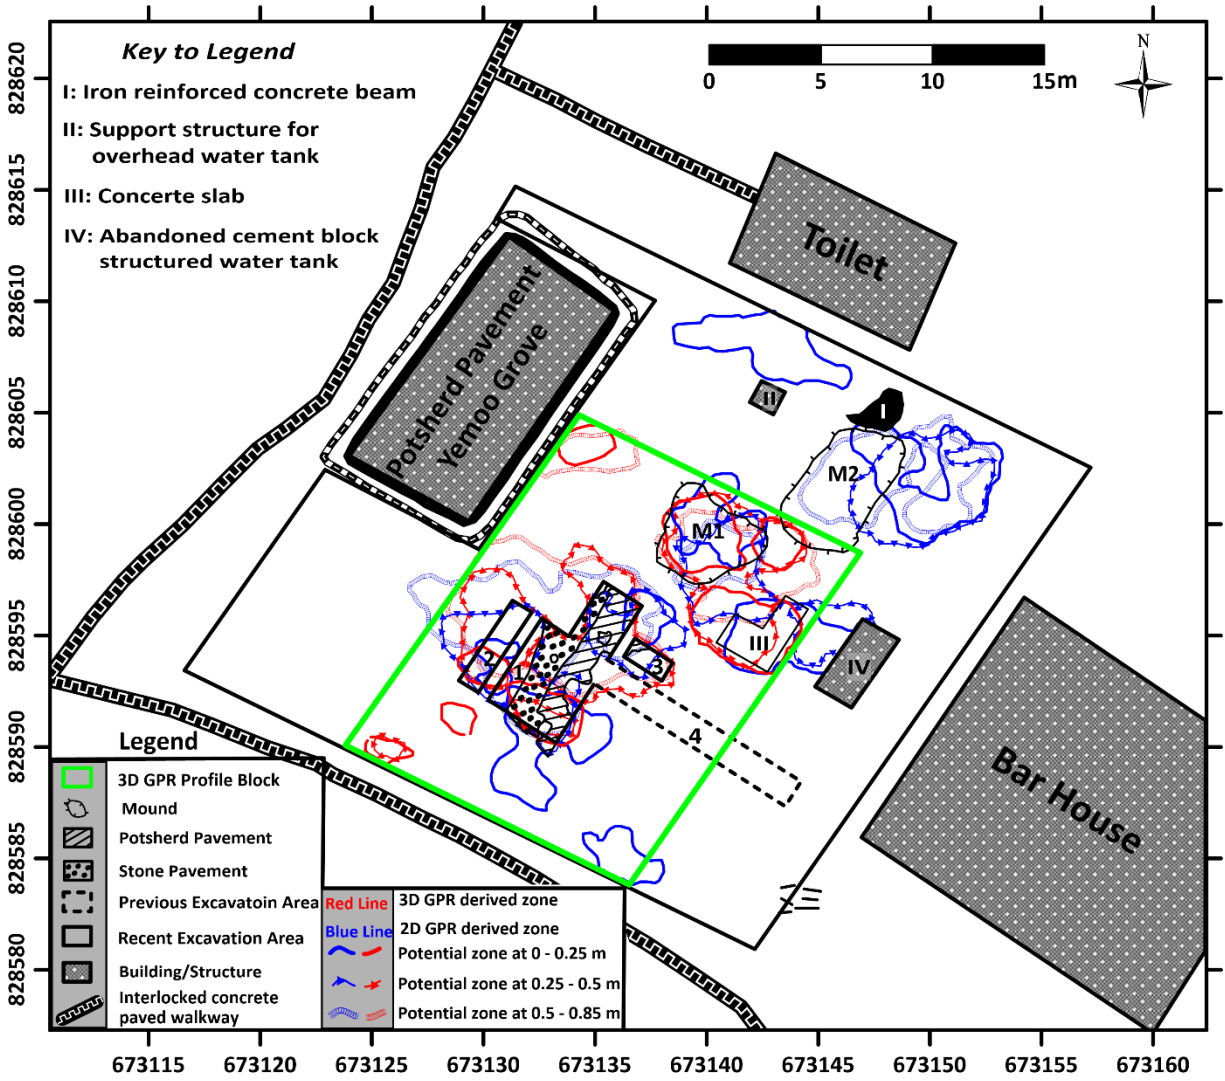 Key to Legend
I: Iron reinforced concrete beam
II: Support structure for
overhead water tank
III: Concerte slab
IV: Abandoned cement block
structured water tank
0 5 10 15m
N
Toilet
Potsherd Pavement
Yemoo Grove
II
I
M2
M1
III
IV
2
1
3
4
Bar House
Legend
3D GPR Profile Block
Mound
Potsherd Pavement
Stone Pavement
Previous Excavatoin Area
Recent Excavation Area
Building/Structure
Interlocked concrete
paved walkway
Red Line 3D GPR derived zone
Blue Line 2D GPR derived zone
Potential zone at 0 - 0.25 m
Potential zone at 0.25 - 0.5 m
Potential zone at 0.5 - 0.85 m
828620
828615
828610
828605
828600
828595
828590
828585
828580
673115 673120 673125 673130 673135 673140 673145 673150 673155 673160